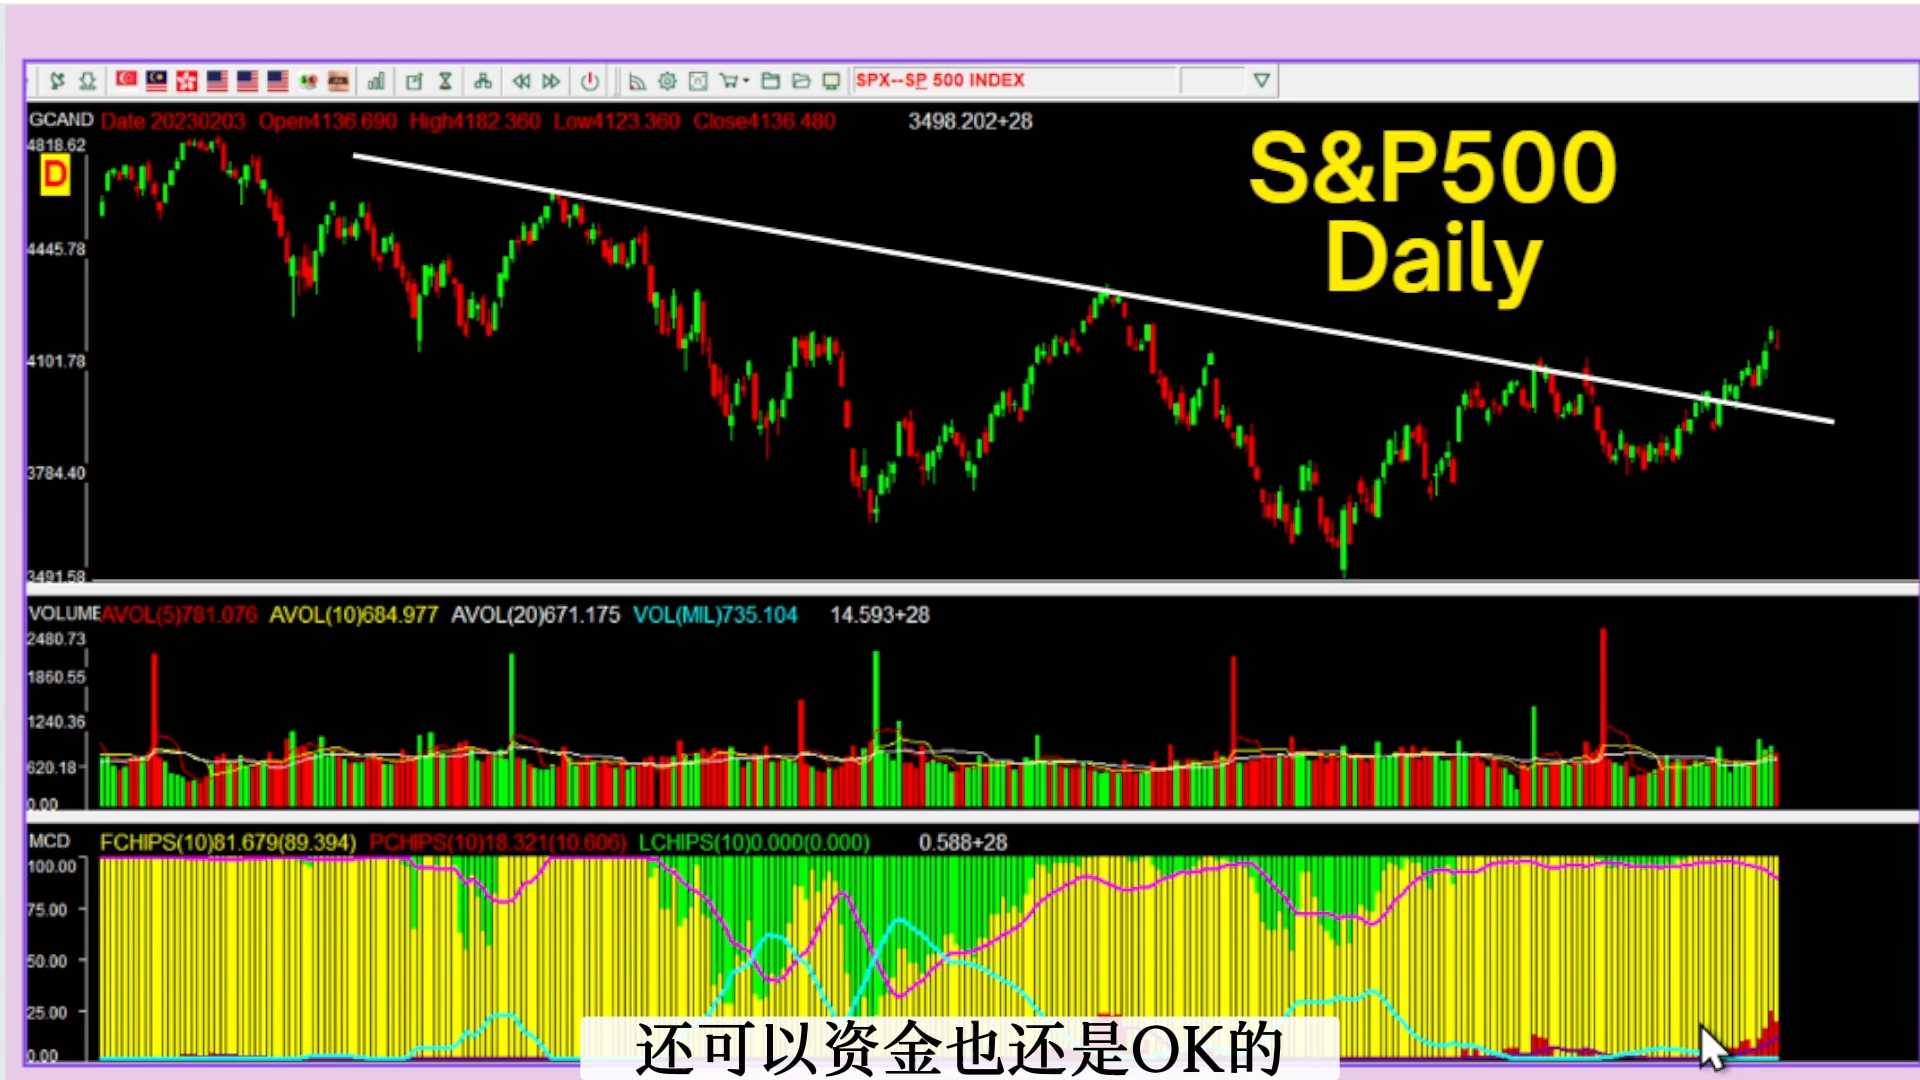 SPX--SP 500 INDEX
GCAND Date 20230203 Open4136.690 High4182.360 Low4123.360 Close4136.480 3498.202+28
4818.62
D
S&P500
Daily
4445.78
4101.78
3784.40
3491.58
VOLUME AVOL(5)781.076 AVOL(10)684.977 AVOL(20)671.175 VOL(MIL)735.104 14.593+28
2480.73
1860.55
1240.36
620.18
0.00
MCD FCHIPS(10)81.679(89.394) PCHIPS(10)18.321(10.606) LCHIPS(10)0.000(0.000) 0.588+28
100.00
75.00
50.00
25.00
0.00
还可以资金也还是OK的